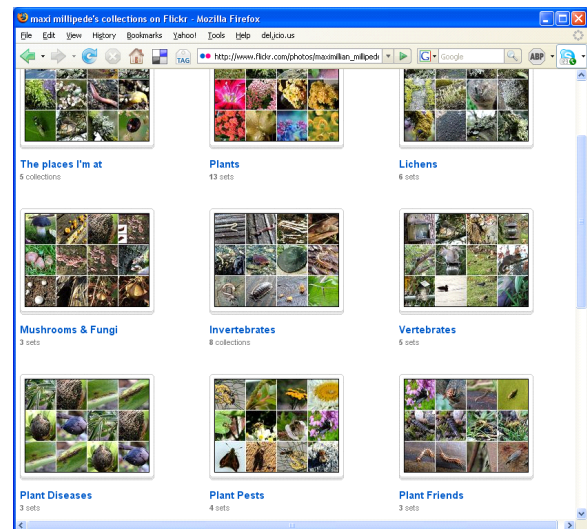 maxi millipede's collections on Flickr - Mozilla Firefox
File Edit View History Bookmarks Yahoo! Tools Help del.icio.us
TAG http://www.flickr.com/photos/maximillian_milliped G Google ABP
The places I'm at Plants Lichens
5 collections 13 sets 6 sets
Mushrooms & Fungi Invertebrates Vertebrates
3 sets 8 collections 5 sets
Plant Diseases Plant Pests Plant Friends
3 sets 4 sets 3 sets